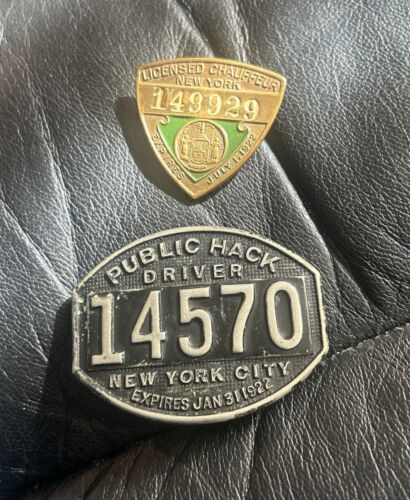 LICENSED CHAUFFEUR
NEW YORK
149929
EXPIRES JULY 1, 1922
PUBLIC HACK
DRIVER
14570
NEW YORK CITY
EXPIRES JAN 31 1922